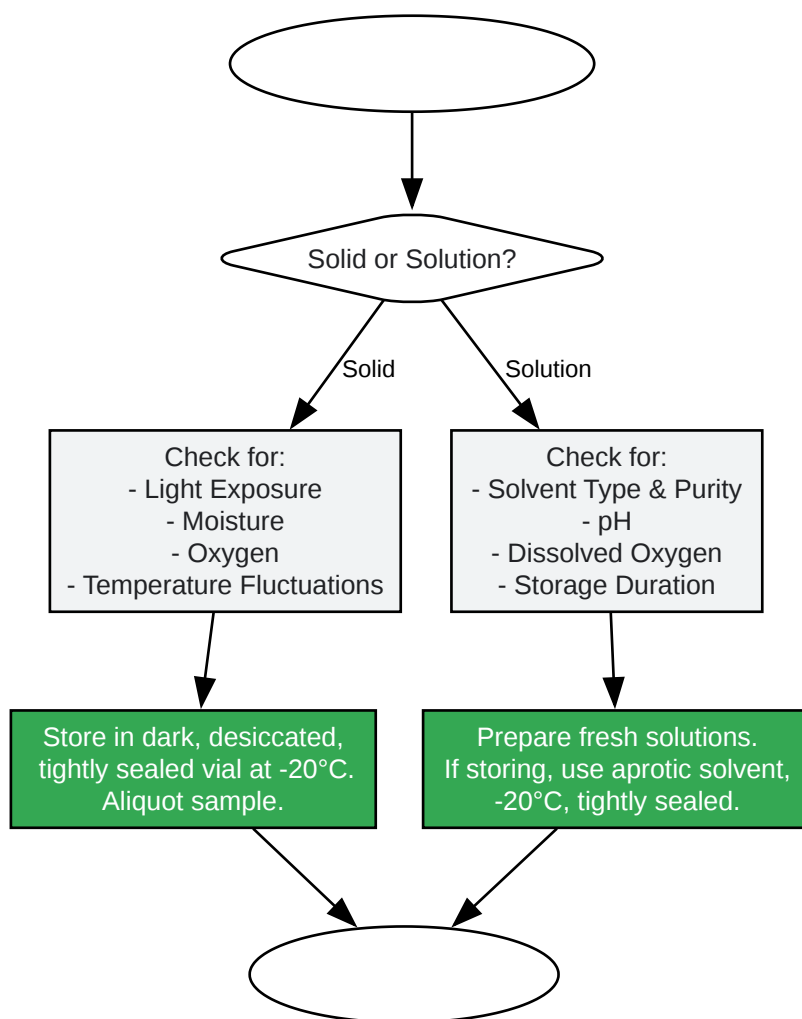 Solid or Solution?
Solid
Solution
Check for:
- Light Exposure
- Moisture
- Oxygen
- Temperature Fluctuations
Check for:
- Solvent Type & Purity
- pH
- Dissolved Oxygen
- Storage Duration
Store in dark, desiccated,
tightly sealed vial at -20°C.
Aliquot sample.
Prepare fresh solutions.
If storing, use aprotic solvent,
-20°C, tightly sealed.